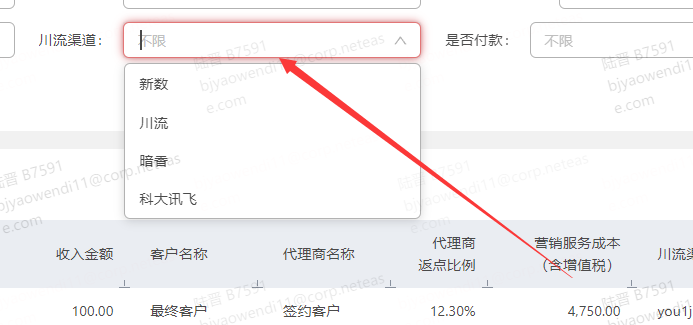 川流渠道： 不限 是否付款： 不限
新数
川流
暗香
科大讯飞
收入金额 客户名称 代理商名称 代理商 返点比例 营销服务成本 （含增值税） 川流
100.00 最终客户 签约客户 12.30% 4,750.00 you1j
陆晋 B7591
bjyaowendi11@corp.neteas
e.com